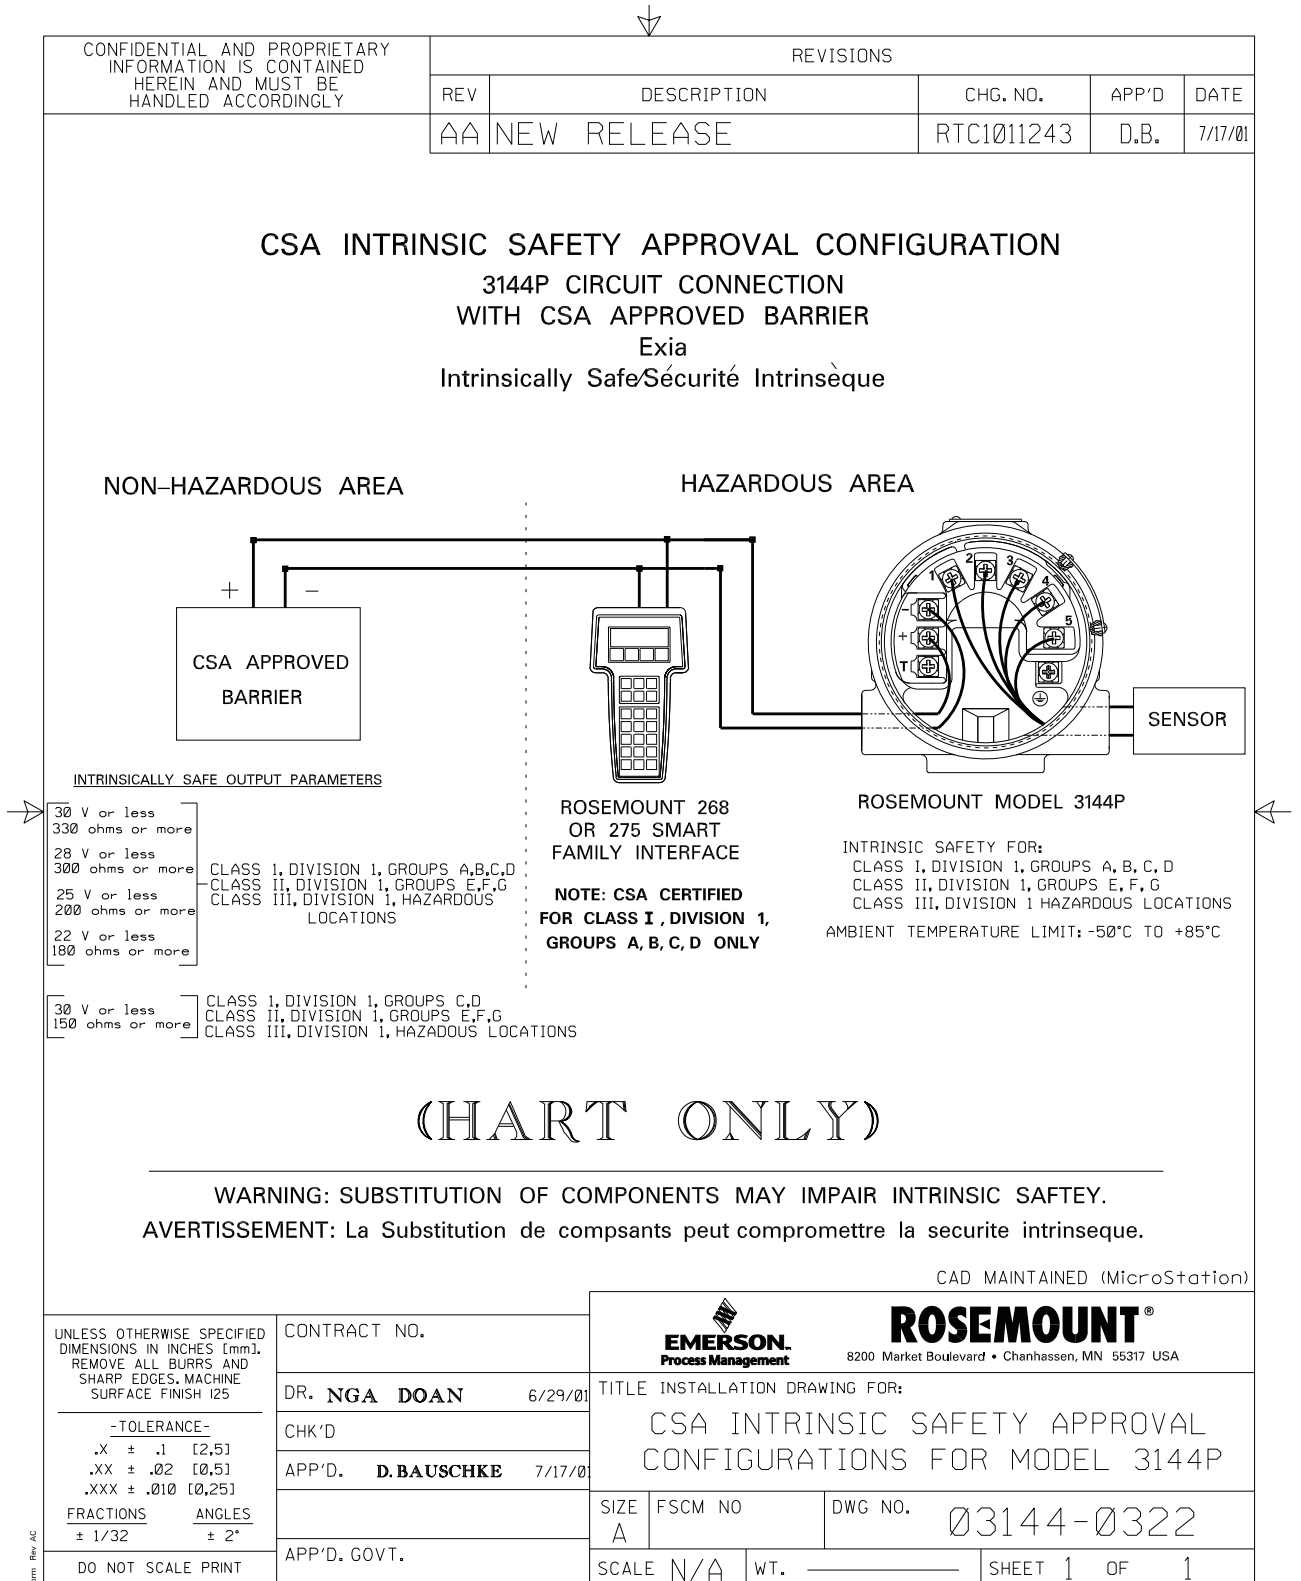 CONFIDENTIAL AND PROPRIETARY
INFORMATION IS CONTAINED
HEREIN AND MUST BE
HANDLED ACCORDINGLY
REVISIONS
REV DESCRIPTION CHG. NO. APP'D DATE
AA NEW RELEASE RTC1011243 D.B. 7/17/01
CSA INTRINSIC SAFETY APPROVAL CONFIGURATION
3144P CIRCUIT CONNECTION
WITH CSA APPROVED BARRIER
Exia
Intrinsically Safe/Sécurité Intrinsèque
NON–HAZARDOUS AREA
HAZARDOUS AREA
+ –
CSA APPROVED
BARRIER
1 2 3 4 5
–
+
T
SENSOR
INTRINSICALLY SAFE OUTPUT PARAMETERS
30 V or less
330 ohms or more
28 V or less
300 ohms or more
25 V or less
200 ohms or more
22 V or less
180 ohms or more
CLASS 1, DIVISION 1, GROUPS A,B,C,D
CLASS II, DIVISION 1, GROUPS E,F,G
CLASS III, DIVISION 1, HAZARDOUS
LOCATIONS
30 V or less
150 ohms or more
CLASS 1, DIVISION 1, GROUPS C,D
CLASS II, DIVISION 1, GROUPS E,F,G
CLASS III, DIVISION 1, HAZADOUS LOCATIONS
ROSEMOUNT 268
OR 275 SMART
FAMILY INTERFACE
NOTE: CSA CERTIFIED
FOR CLASS I , DIVISION 1,
GROUPS A, B, C, D ONLY
ROSEMOUNT MODEL 3144P
INTRINSIC SAFETY FOR:
CLASS I, DIVISION 1, GROUPS A, B, C, D
CLASS II, DIVISION 1, GROUPS E, F, G
CLASS III, DIVISION 1 HAZARDOUS LOCATIONS
AMBIENT TEMPERATURE LIMIT: -50°C TO +85°C
(HART ONLY)
WARNING: SUBSTITUTION OF COMPONENTS MAY IMPAIR INTRINSIC SAFTEY.
AVERTISSEMENT: La Substitution de compsants peut compromettre la securite intrinseque.
CAD MAINTAINED (MicroStation)
UNLESS OTHERWISE SPECIFIED
DIMENSIONS IN INCHES [mm].
REMOVE ALL BURRS AND
SHARP EDGES. MACHINE
SURFACE FINISH 125
-TOLERANCE-
.X ± .1 [2,5]
.XX ± .02 [0,5]
.XXX ± .010 [0,25]
FRACTIONS ANGLES
± 1/32 ± 2°
DO NOT SCALE PRINT
CONTRACT NO.
DR. NGA DOAN 6/29/01
CHK'D
APP'D. D. BAUSCHKE 7/17/01
APP'D. GOVT.
EMERSON.
Process Management
ROSEMOUNT®
8200 Market Boulevard • Chanhassen, MN 55317 USA
TITLE INSTALLATION DRAWING FOR:
CSA INTRINSIC SAFETY APPROVAL
CONFIGURATIONS FOR MODEL 3144P
SIZE A
FSCM NO
DWG NO. 03144-0322
SCALE N/A WT. SHEET 1 OF 1
Rev AC